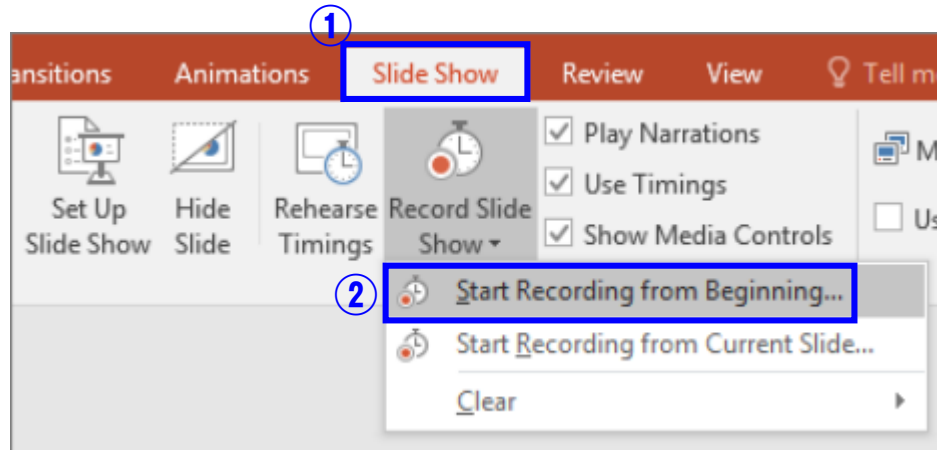 ①
ansitions Animations Slide Show Review View Tell m
Set Up
Slide Show
Hide
Slide
Rehearse
Timings
Record Slide
Show
Play Narrations
Use Timings
Show Media Controls
M
Us
②
Start Recording from Beginning...
Start Recording from Current Slide...
Clear